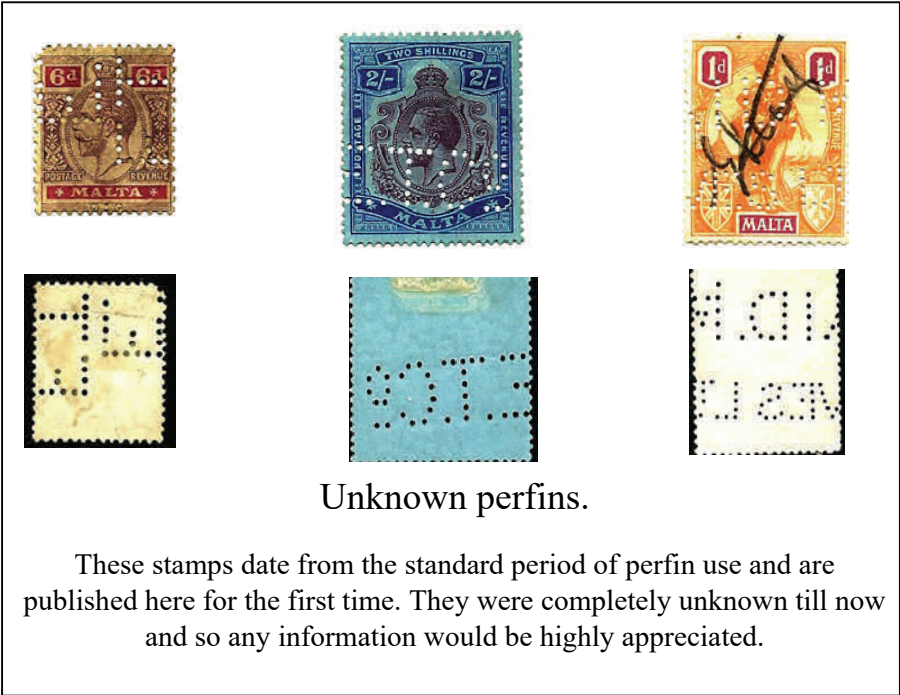 6d 6d
POSTAGE REVENUE
MALTA
TWO SHILLINGS
2/- 2/-
POSTAGE REVENUE
MALTA
1d 1d
REVENUE
MALTA
Unknown perfins.
These stamps date from the standard period of perfin use and are
published here for the first time. They were completely unknown till now
and so any information would be highly appreciated.